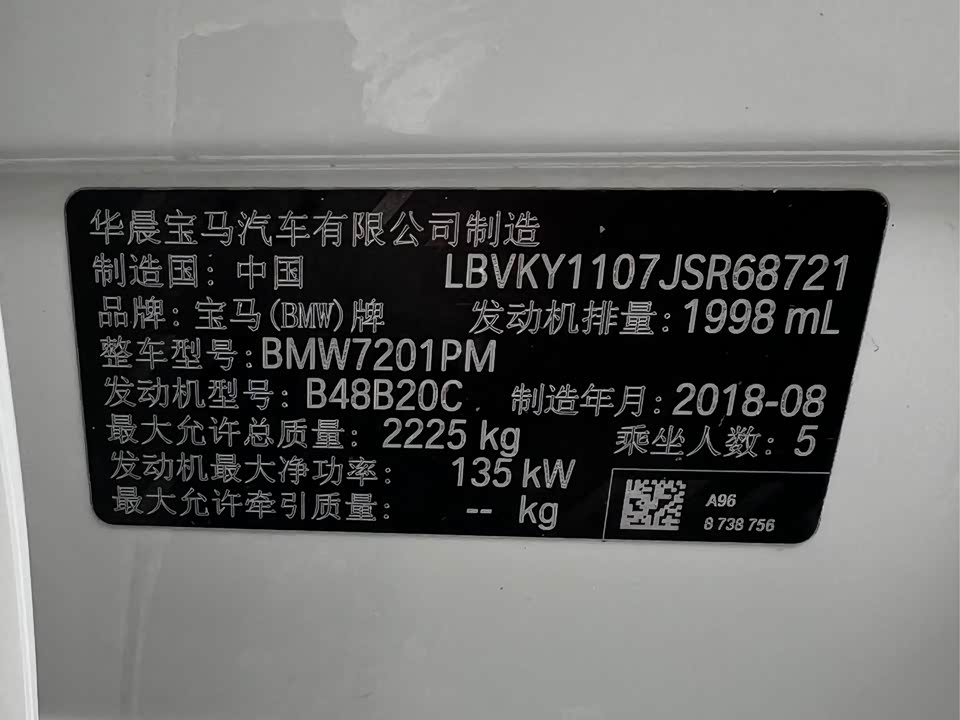 华晨宝马汽车有限公司制造
制造国: 中国 LBVKY1107JSR68721
品牌: 宝马(BMW)牌 发动机排量: 1998 mL
整车型号: BMW7201PM
发动机型号: B48B20C 制造年月: 2018-08
最大允许总质量: 2225 kg 乘坐人数: 5
发动机最大净功率: 135 kW
最大允许牵引质量: -- kg
A96
8 738 756